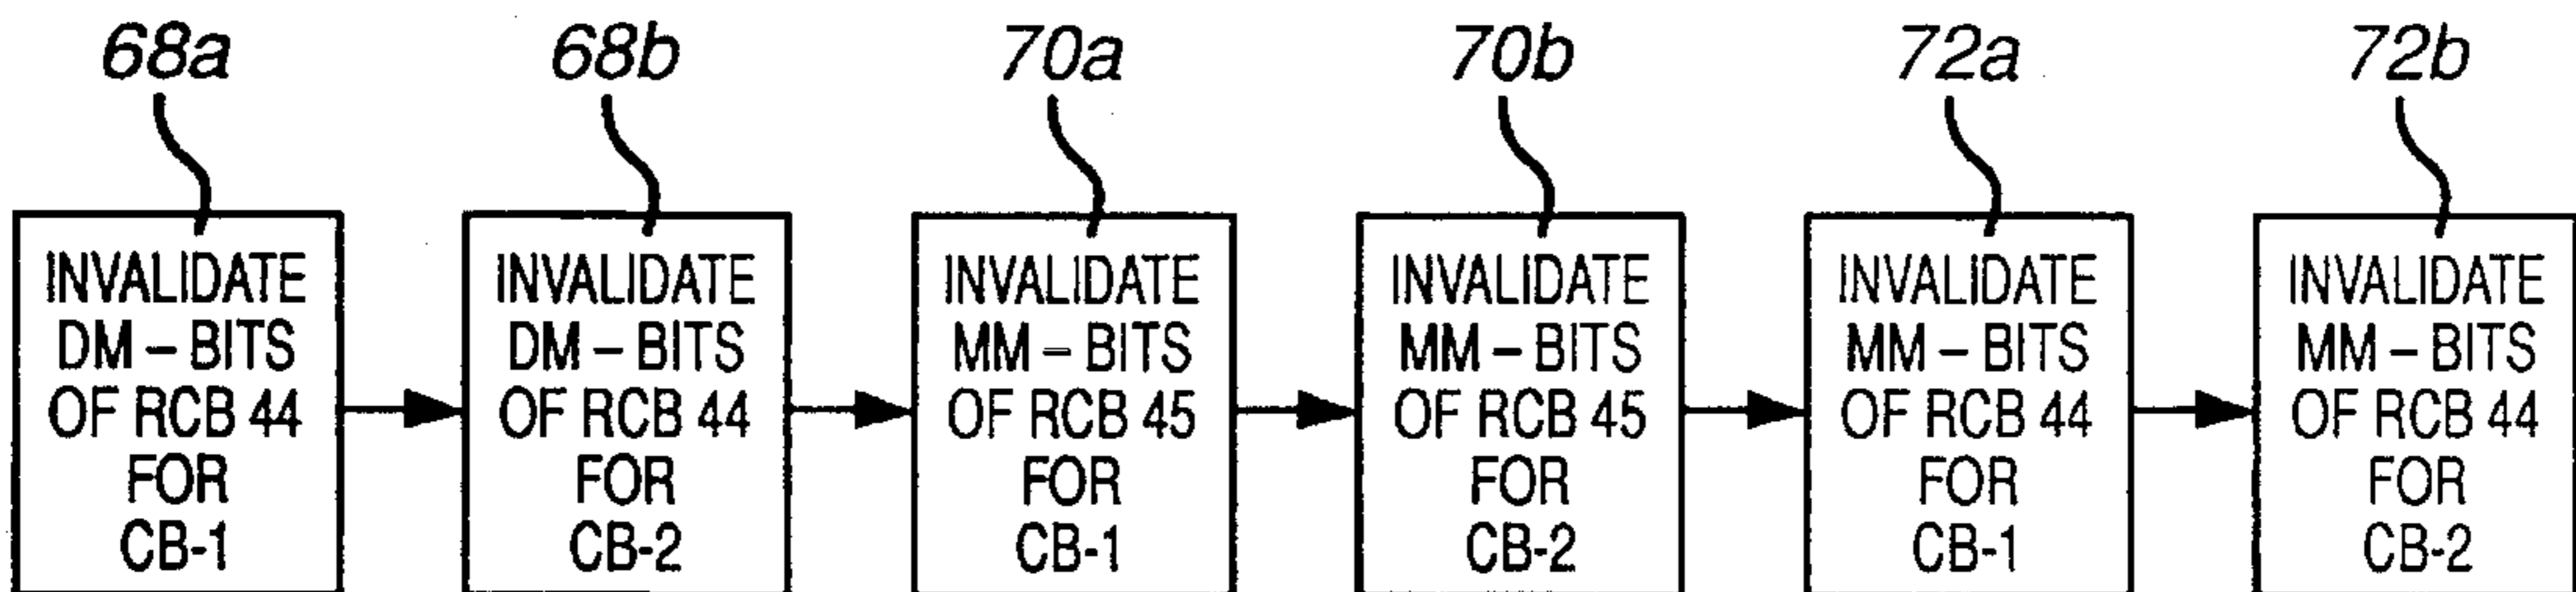 68a
68b
70a
70b
72a
72b
INVALIDATE
DM – BITS
OF RCB 44
FOR
CB-1
INVALIDATE
DM – BITS
OF RCB 44
FOR
CB-2
INVALIDATE
MM – BITS
OF RCB 45
FOR
CB-1
INVALIDATE
MM – BITS
OF RCB 45
FOR
CB-2
INVALIDATE
MM – BITS
OF RCB 44
FOR
CB-1
INVALIDATE
MM – BITS
OF RCB 44
FOR
CB-2